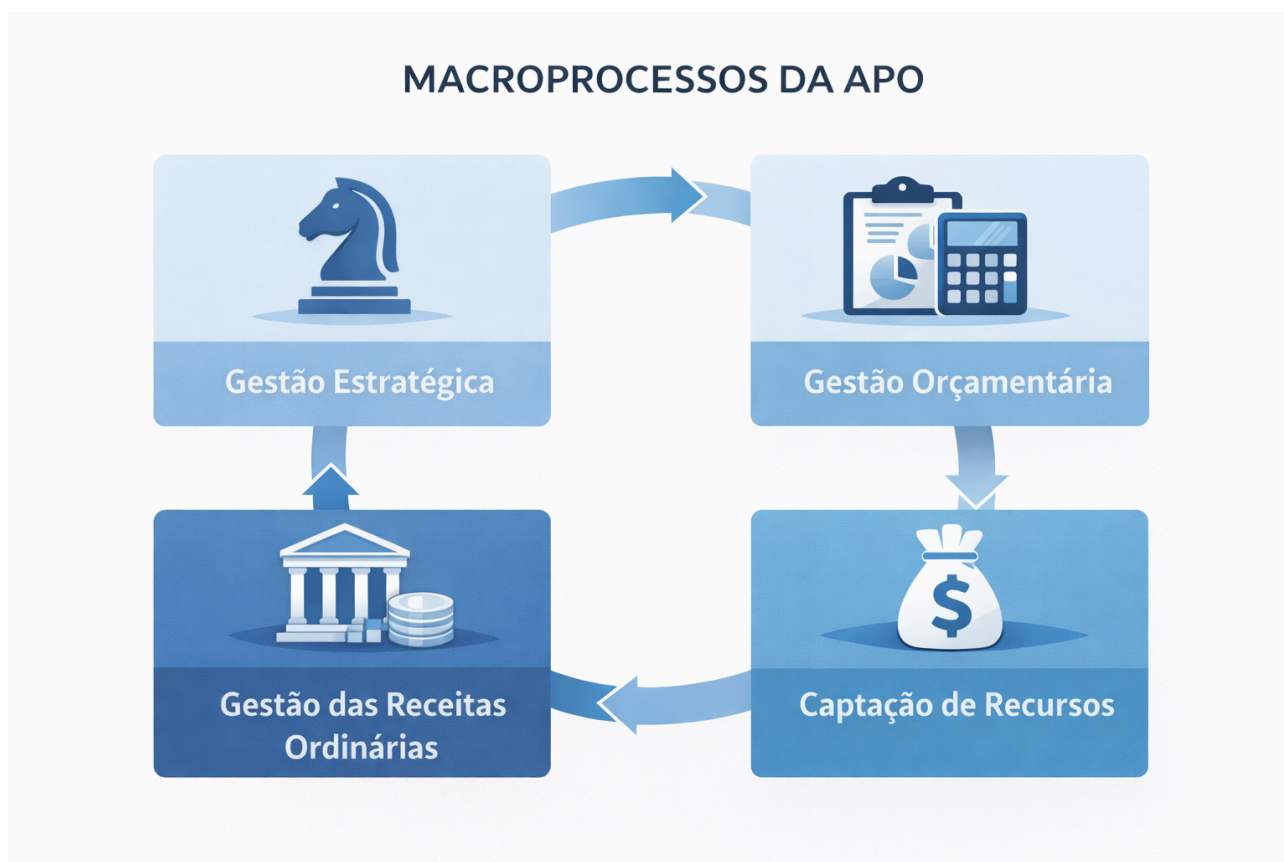 MACROPROCESSOS DA APO
Gestão Estratégica
Gestão Orçamentária
Gestão das Receitas
Ordinárias
Captação de Recursos
$